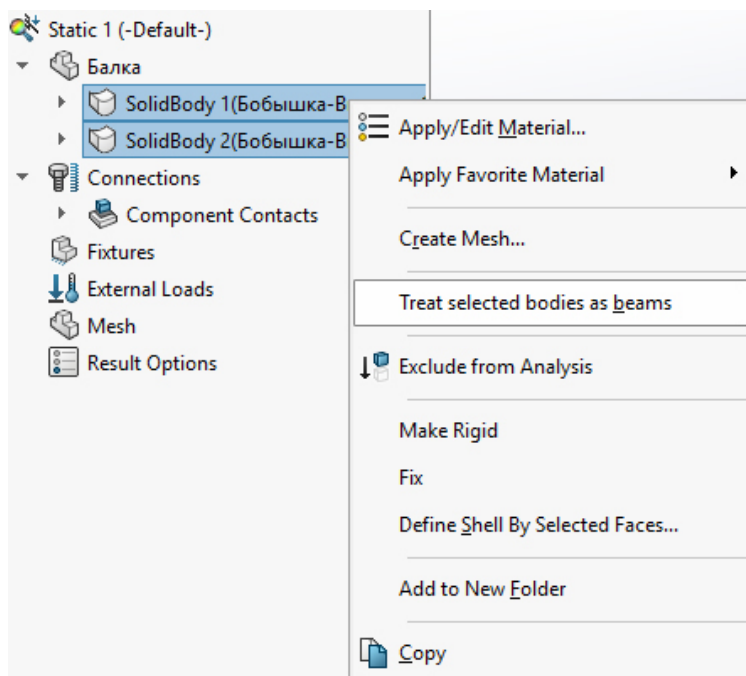 Static 1 (-Default-)
Балка
SolidBody 1(Бобышка-В
SolidBody 2(Бобышка-В
Connections
Component Contacts
Fixtures
External Loads
Mesh
Result Options
Apply/Edit Material...
Apply Favorite Material
Create Mesh...
Treat selected bodies as beams
Exclude from Analysis
Make Rigid
Fix
Define Shell By Selected Faces...
Add to New Folder
Copy